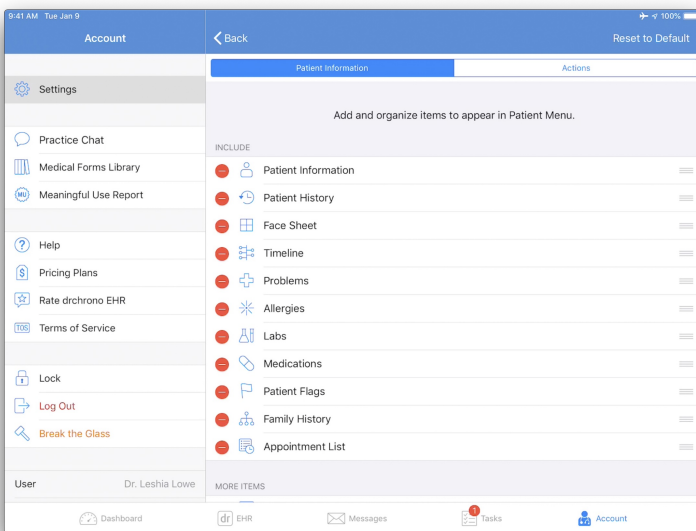 9:41 AM Tue Jan 9
100%
Account
Back
Reset to Default
Patient Information
Actions
Settings
Practice Chat
Medical Forms Library
MU
Meaningful Use Report
?
Help
$
Pricing Plans
Rate drchrono EHR
TOS
Terms of Service
Lock
Log Out
Break the Glass
User
Dr. Leshia Lowe
Add and organize items to appear in Patient Menu.
INCLUDE
Patient Information
Patient History
Face Sheet
Timeline
Problems
Allergies
Labs
Medications
Patient Flags
Family History
Appointment List
MORE ITEMS
Dashboard
dr
EHR
Messages
1
Tasks
Account